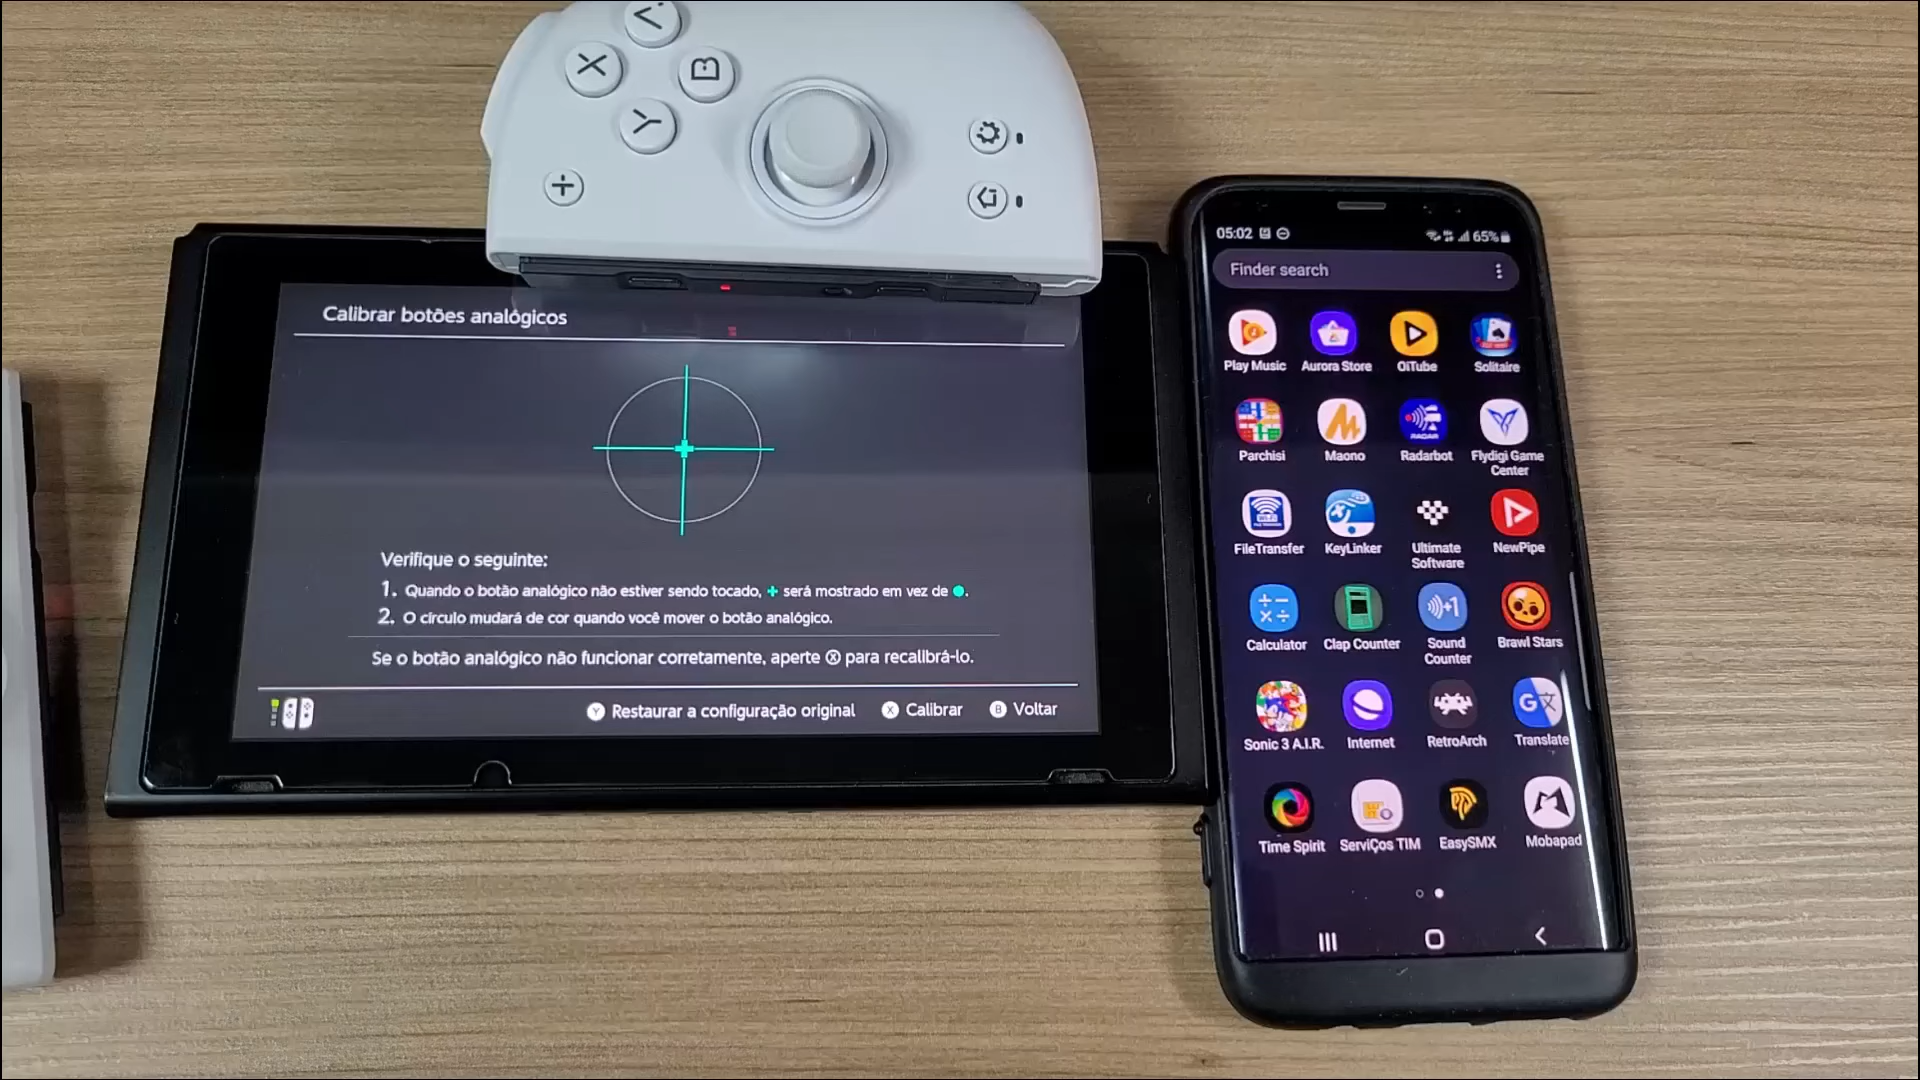 A
X
B
Y
+
Calibrar botões analógicos
Verifique o seguinte:
1. Quando o botão analógico não estiver sendo tocado, + será mostrado em vez de ●.
2. O círculo mudará de cor quando você mover o botão analógico.
Se o botão analógico não funcionar corretamente, aperte Ⓧ para recalibrá-lo.
Ⓨ Restaurar a configuração original Ⓧ Calibrar Ⓑ Voltar
05:02 65%
Finder search
Play Music Aurora Store OiTube Solitaire
RADAR
Parchisi Maono Radarbot Flydigi Game Center
FileTransfer KeyLinker Ultimate Software NewPipe
+1
Calculator Clap Counter Sound Counter Brawl Stars
Sonic 3 A.I.R. Internet RetroArch Translate
Time Spirit ServiÇos TIM EasySMX Mobapad